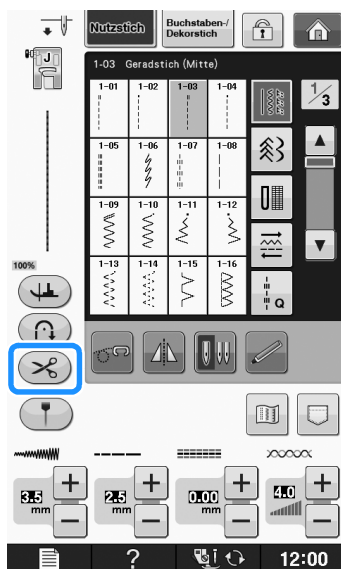 Nutzstich
Buchstaben-/
Dekorstich
J
1-03 Geradstich (Mitte)
1/3
1-01 1-02 1-03 1-04
1-05 1-06 1-07 1-08
1-09 1-10 1-11 1-12
1-13 1-14 1-15 1-16
Q
100%
3.5 mm
2.5 mm
0.00 mm
4.0
?
12:00